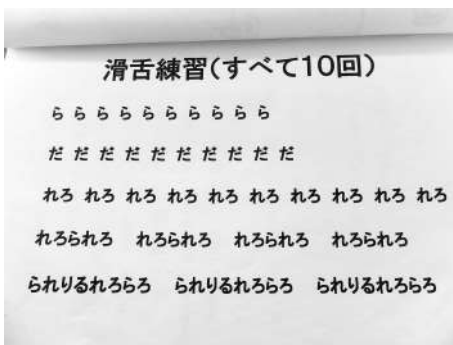 滑舌練習(すべて10回)
ら ら ら ら ら ら ら ら ら ら
だ だ だ だ だ だ だ だ だ だ
れろ れろ れろ れろ れろ れろ れろ れろ れろ れろ
れろられろ れろられろ れろられろ れろられろ
られりるれろらろ られりるれろらろ られりるれろらろ